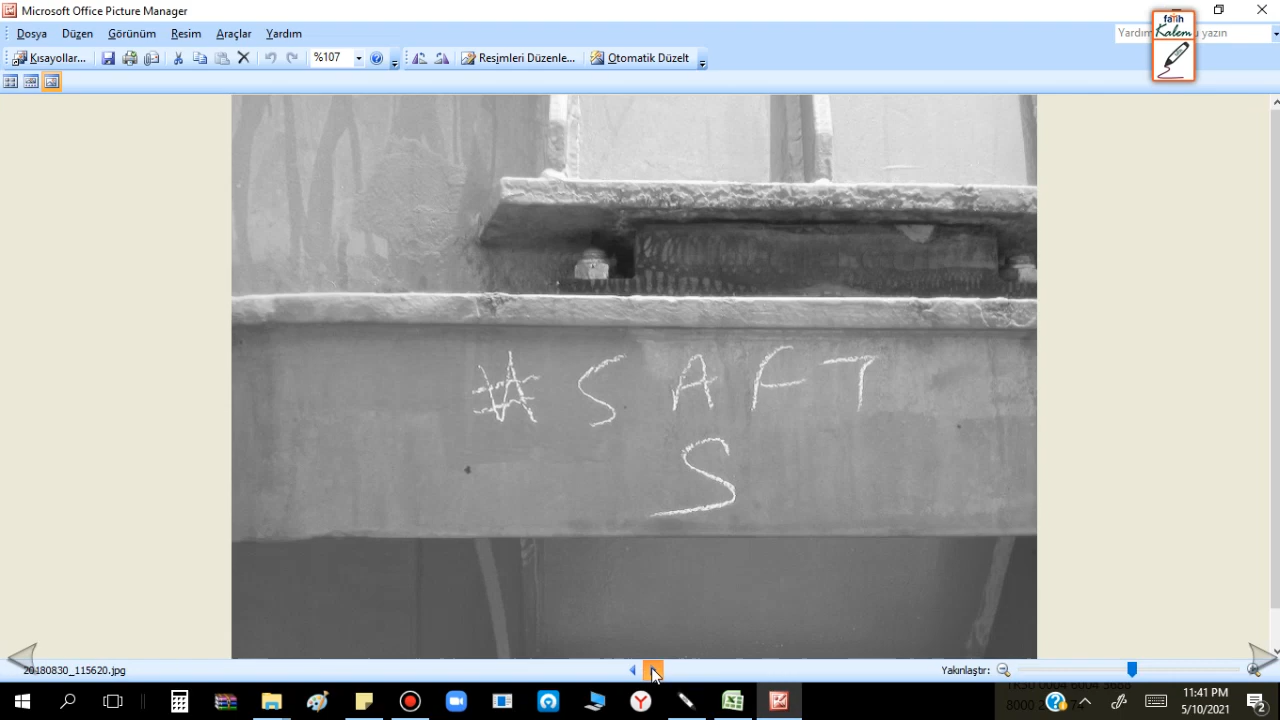 Microsoft Office Picture Manager
Dosya Düzen Görünüm Resim Araçlar Yardım
Kısayollar... %107 Resimleri Düzenle... Otomatik Düzelt
fatih
Kalem
# S A F T
S
20180830_115620.jpg
Yakınlaştır:
11:41 PM
5/10/2021
2